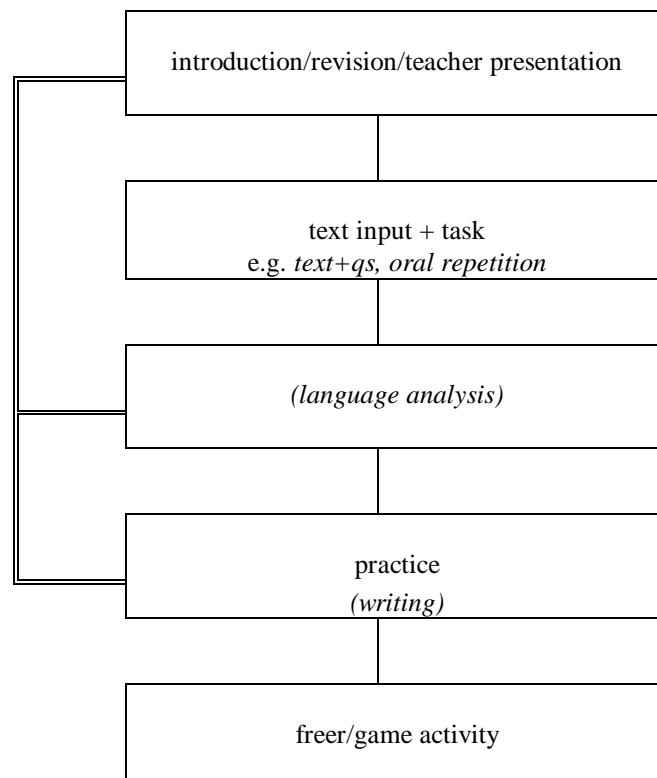 introduction/revision/teacher presentation
text input + task
e.g. text+qs, oral repetition
(language analysis)
practice
(writing)
freer/game activity